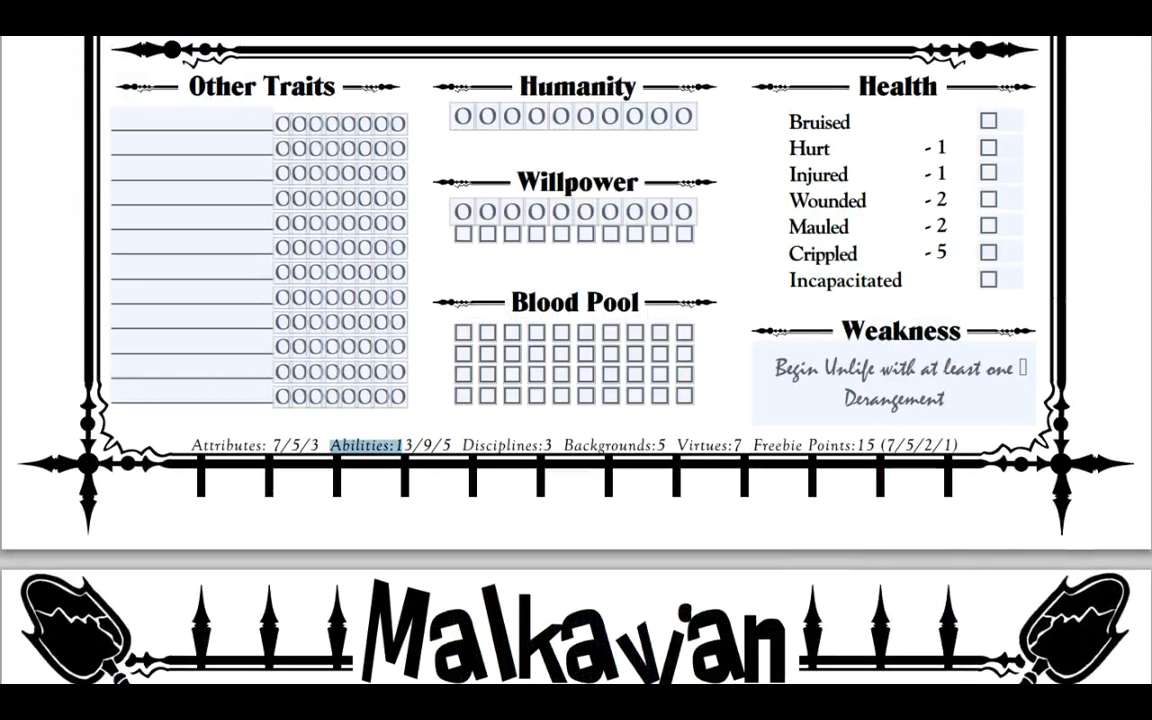 Other Traits
Humanity
Willpower
Blood Pool
Health
Bruised
Hurt - 1
Injured - 1
Wounded - 2
Mauled - 2
Crippled - 5
Incapacitated
Weakness
Begin Unlife with at least one
Derangement
Attributes: 7/5/3 Abilities:13/9/5 Disciplines:3 Backgrounds:5 Virtues:7 Freebie Points:15 (7/5/2/1)
Malkavian